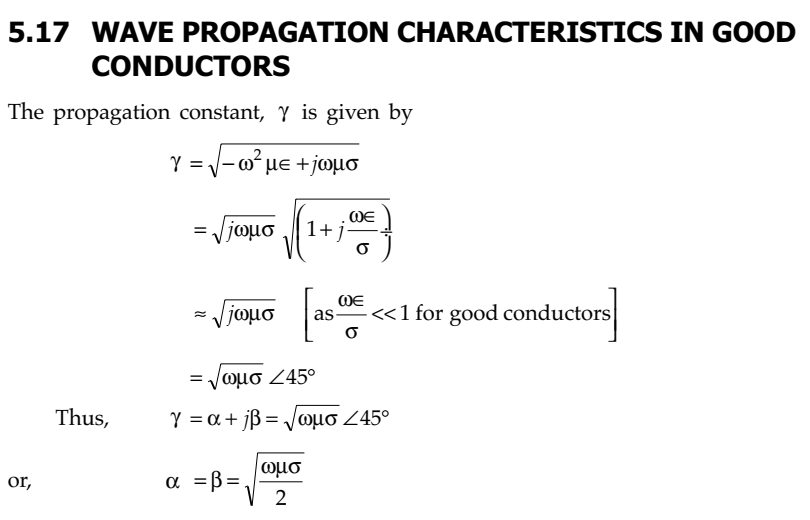 5.17 WAVE PROPAGATION CHARACTERISTICS IN GOOD
CONDUCTORS
The propagation constant, γ is given by
γ = √(– ω² μ∈ + jωμσ)
= √(jωμσ) √((1 + j ω∈/σ)÷)
≈ √(jωμσ) [as ω∈/σ << 1 for good conductors]
= √(ωμσ) ∠45°
Thus, γ = α + jβ = √(ωμσ) ∠45°
or, α = β = √(ωμσ/2)